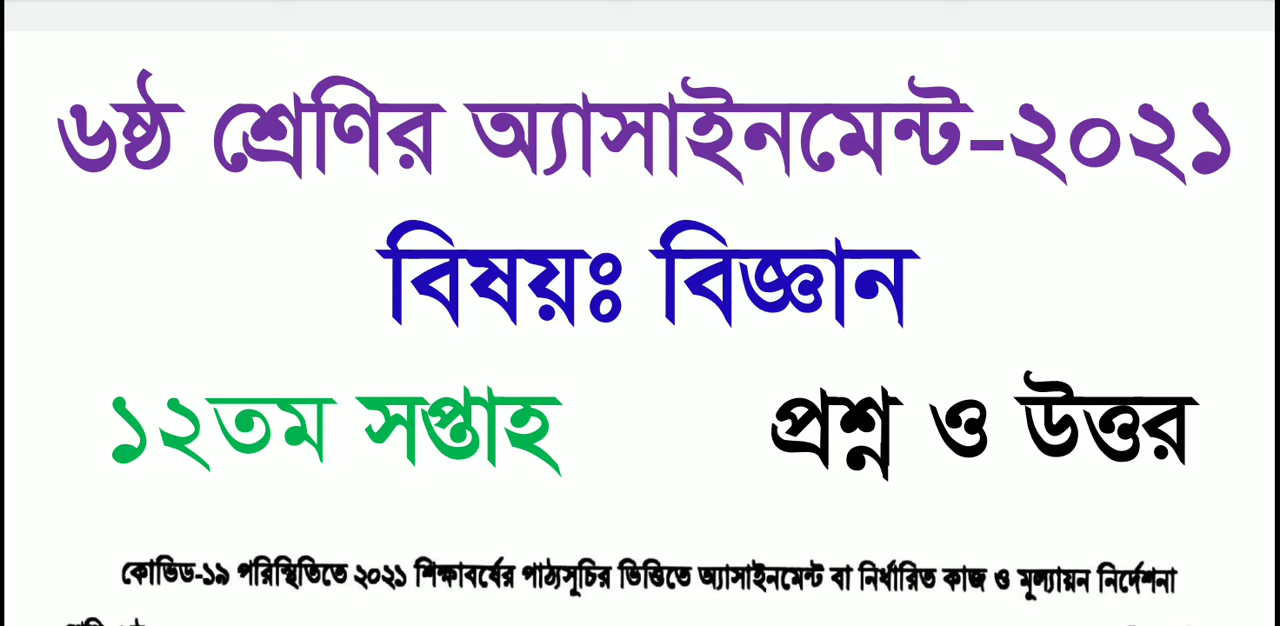 ৬ষ্ঠ শ্রেণির অ্যাসাইনমেন্ট-২০২১
বিষয়ঃ বিজ্ঞান
১২তম সপ্তাহ প্রশ্ন ও উত্তর
কোভিড-১৯ পরিস্থিতিতে ২০২১ শিক্ষাবর্ষের পাঠ্যসূচির ভিত্তিতে অ্যাসাইনমেন্ট বা নির্ধারিত কাজ ও মূল্যায়ন নির্দেশনা